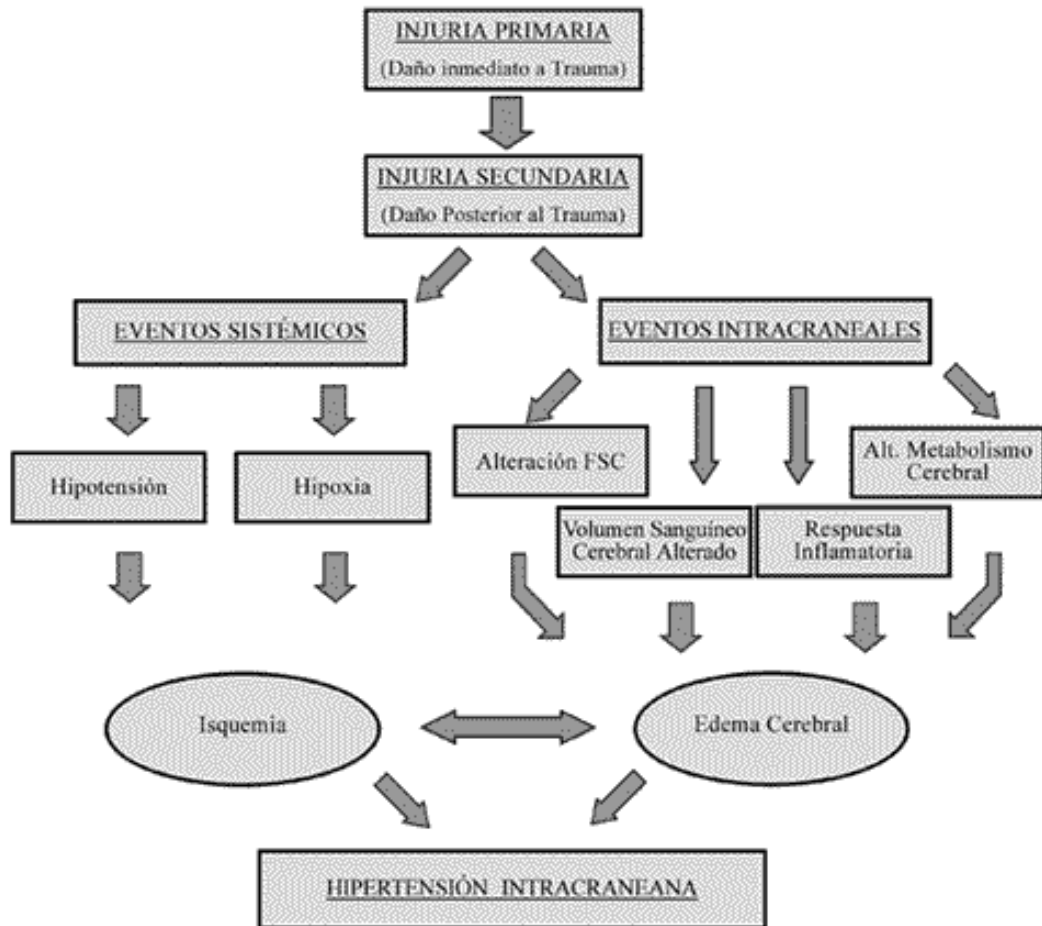 INJURIA PRIMARIA
(Daño inmediato a Trauma)
INJURIA SECUNDARIA
(Daño Posterior al Trauma)
EVENTOS SISTÉMICOS
EVENTOS INTRACRANEALES
Hipotensión
Hipoxia
Alteración FSC
Alt. Metabolismo
Cerebral
Volumen Sanguíneo
Cerebral Alterado
Respuesta
Inflamatoria
Isquemia
Edema Cerebral
HIPERTENSIÓN INTRACRANEANA